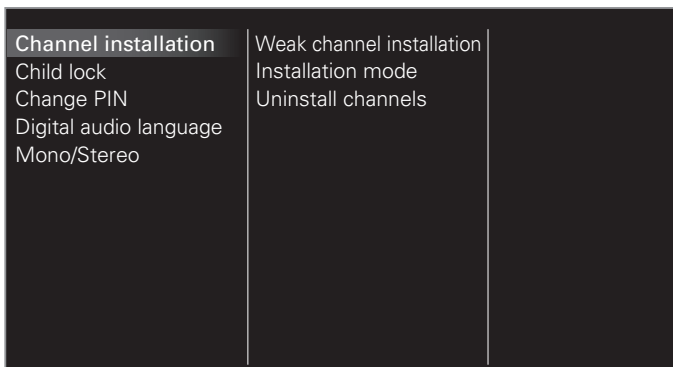 Channel installation
Child lock
Change PIN
Digital audio language
Mono/Stereo
Weak channel installation
Installation mode
Uninstall channels